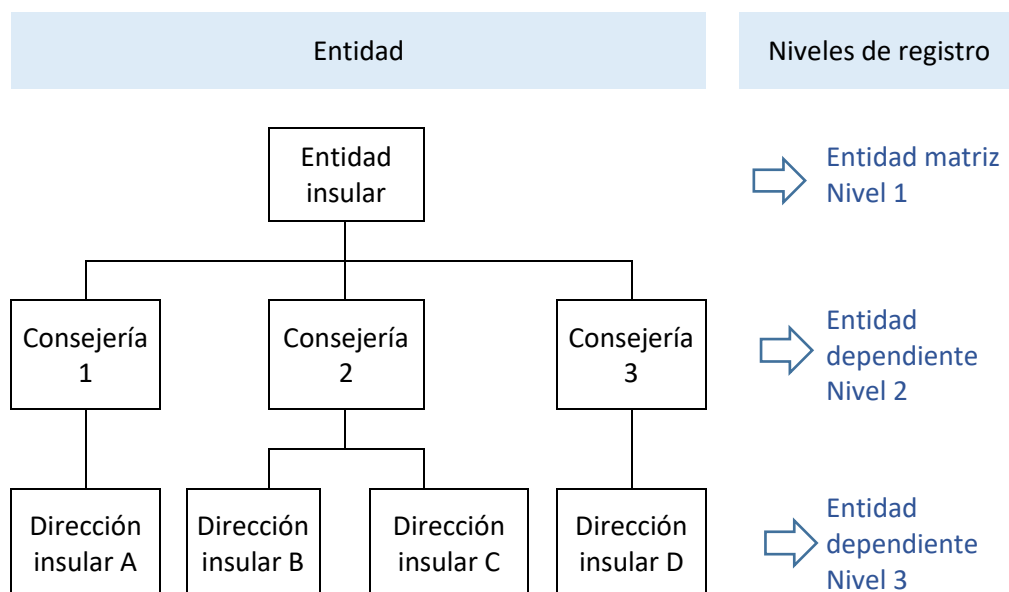 Entidad
Niveles de registro
Entidad
insular
Entidad matriz
Nivel 1
Consejería
1
Consejería
2
Consejería
3
Entidad
dependiente
Nivel 2
Dirección
insular A
Dirección
insular B
Dirección
insular C
Dirección
insular D
Entidad
dependiente
Nivel 3